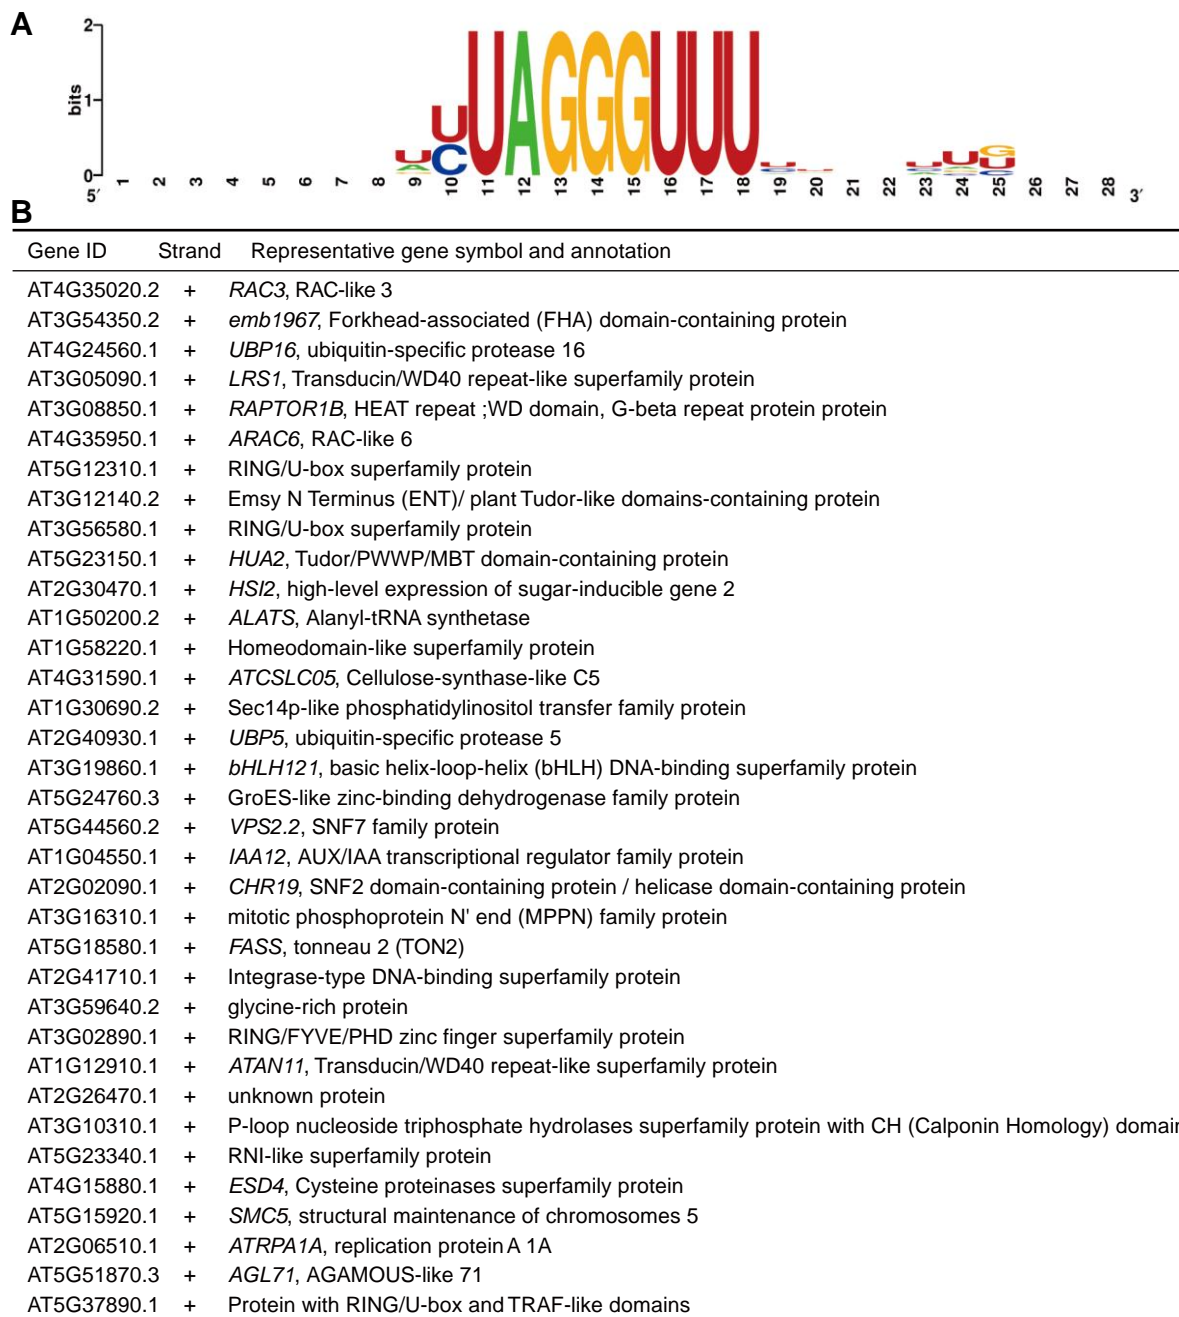 A
2
bits
1
0
UAC UC UAGGGUUU
5′ 1 2 3 4 5 6 7 8 9 10 11 12 13 14 15 16 17 18 19 20 21 22 23 24 25 26 27 28 3′
B
Gene ID Strand Representative gene symbol and annotation
AT4G35020.2 + RAC3, RAC-like 3
AT3G54350.2 + emb1967, Forkhead-associated (FHA) domain-containing protein
AT4G24560.1 + UBP16, ubiquitin-specific protease 16
AT3G05090.1 + LRS1, Transducin/WD40 repeat-like superfamily protein
AT3G08850.1 + RAPTOR1B, HEAT repeat ;WD domain, G-beta repeat protein protein
AT4G35950.1 + ARAC6, RAC-like 6
AT5G12310.1 + RING/U-box superfamily protein
AT3G12140.2 + Emsy N Terminus (ENT)/ plant Tudor-like domains-containing protein
AT3G56580.1 + RING/U-box superfamily protein
AT5G23150.1 + HUA2, Tudor/PWWP/MBT domain-containing protein
AT2G30470.1 + HSI2, high-level expression of sugar-inducible gene 2
AT1G50200.2 + ALATS, Alanyl-tRNA synthetase
AT1G58220.1 + Homeodomain-like superfamily protein
AT4G31590.1 + ATCSLC05, Cellulose-synthase-like C5
AT1G30690.2 + Sec14p-like phosphatidylinositol transfer family protein
AT2G40930.1 + UBP5, ubiquitin-specific protease 5
AT3G19860.1 + bHLH121, basic helix-loop-helix (bHLH) DNA-binding superfamily protein
AT5G24760.3 + GroES-like zinc-binding dehydrogenase family protein
AT5G44560.2 + VPS2.2, SNF7 family protein
AT1G04550.1 + IAA12, AUX/IAA transcriptional regulator family protein
AT2G02090.1 + CHR19, SNF2 domain-containing protein / helicase domain-containing protein
AT3G16310.1 + mitotic phosphoprotein N' end (MPPN) family protein
AT5G18580.1 + FASS, tonneau 2 (TON2)
AT2G41710.1 + Integrase-type DNA-binding superfamily protein
AT3G59640.2 + glycine-rich protein
AT3G02890.1 + RING/FYVE/PHD zinc finger superfamily protein
AT1G12910.1 + ATAN11, Transducin/WD40 repeat-like superfamily protein
AT2G26470.1 + unknown protein
AT3G10310.1 + P-loop nucleoside triphosphate hydrolases superfamily protein with CH (Calponin Homology) domain
AT5G23340.1 + RNI-like superfamily protein
AT4G15880.1 + ESD4, Cysteine proteinases superfamily protein
AT5G15920.1 + SMC5, structural maintenance of chromosomes 5
AT2G06510.1 + ATRPA1A, replication protein A 1A
AT5G51870.3 + AGL71, AGAMOUS-like 71
AT5G37890.1 + Protein with RING/U-box and TRAF-like domains